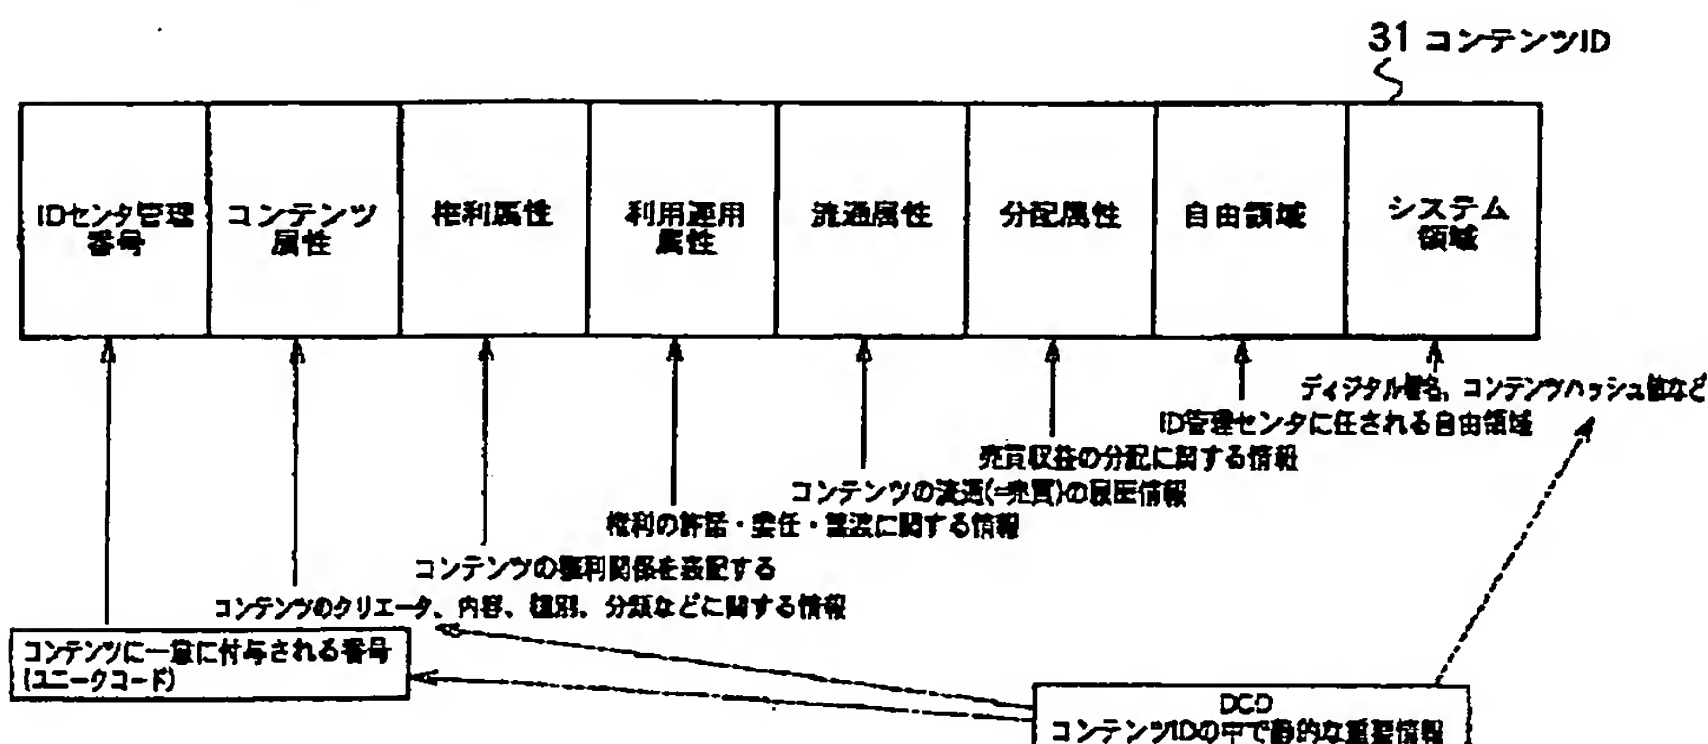 31 コンテンツID
IDセンタ管理
番号
コンテンツ
属性
権利属性
利用運用
属性
流通属性
分配属性
自由領域
システム
領域
ディジタル署名、コンテンツハッシュ値など
ID管理センタに任される自由領域
売買収益の分配に関する情報
コンテンツの流通(=売買)の履歴情報
権利の許諾・委任・譲渡に関する情報
コンテンツの権利関係を表記する
コンテンツのクリエータ、内容、種別、分類などに関する情報
コンテンツに一意に付与される番号
(ユニークコード)
DCD
コンテンツIDの中で静的な重要情報